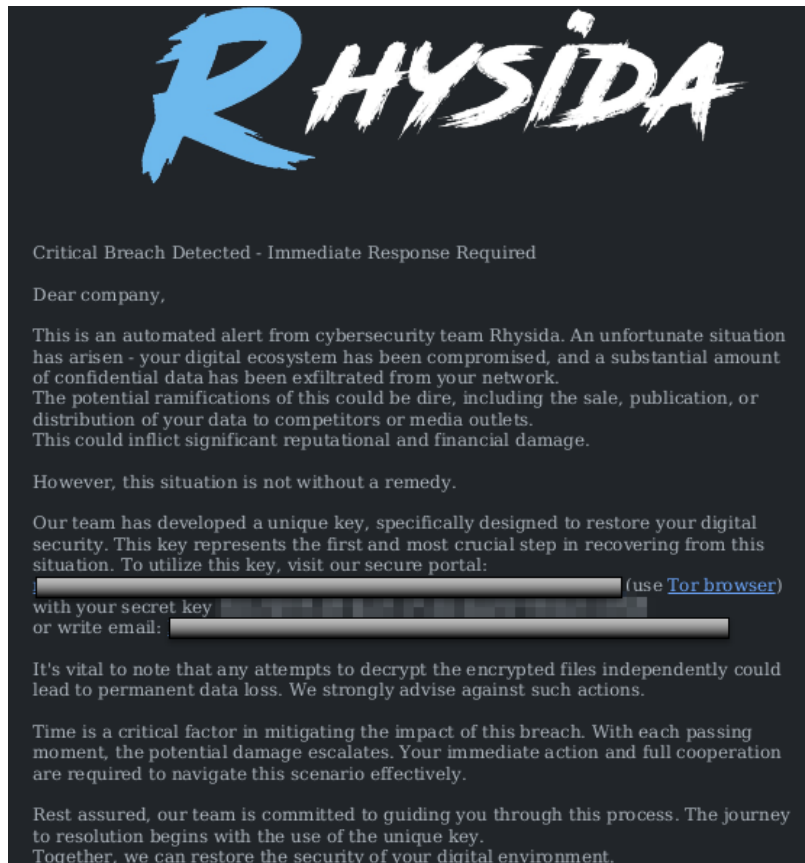 RHYSIDA
Critical Breach Detected - Immediate Response Required
Dear company,
This is an automated alert from cybersecurity team Rhysida. An unfortunate situation
has arisen - your digital ecosystem has been compromised, and a substantial amount
of confidential data has been exfiltrated from your network.
The potential ramifications of this could be dire, including the sale, publication, or
distribution of your data to competitors or media outlets.
This could inflict significant reputational and financial damage.
However, this situation is not without a remedy.
Our team has developed a unique key, specifically designed to restore your digital
security. This key represents the first and most crucial step in recovering from this
situation. To utilize this key, visit our secure portal:
(use Tor browser)
with your secret key
or write email:
It's vital to note that any attempts to decrypt the encrypted files independently could
lead to permanent data loss. We strongly advise against such actions.
Time is a critical factor in mitigating the impact of this breach. With each passing
moment, the potential damage escalates. Your immediate action and full cooperation
are required to navigate this scenario effectively.
Rest assured, our team is committed to guiding you through this process. The journey
to resolution begins with the use of the unique key.
Together, we can restore the security of your digital environment.